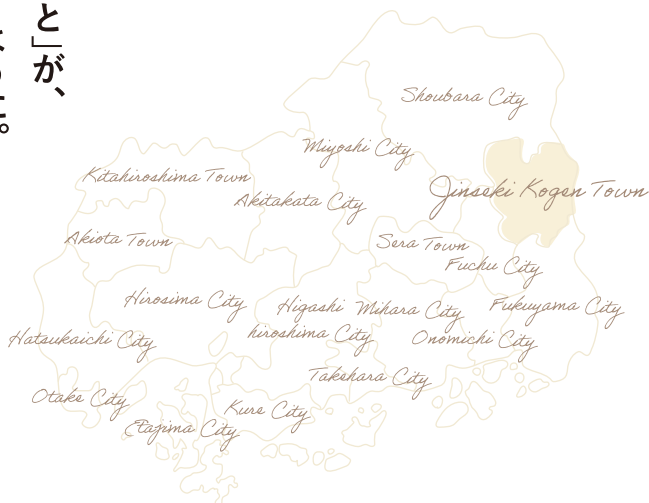 と」が、
Shoubara City
Miyoshi City
Kitahiroshima Town
Akitakata City
Jinseki Kogen Town
Akiota Town
Sera Town
Fuchu City
Hirosima City
Higashi
hiroshima City
Mihara City
Fukuyama City
Hatsukaichi City
Onomichi City
Takehara City
Otake City
Kure City
Etajima City